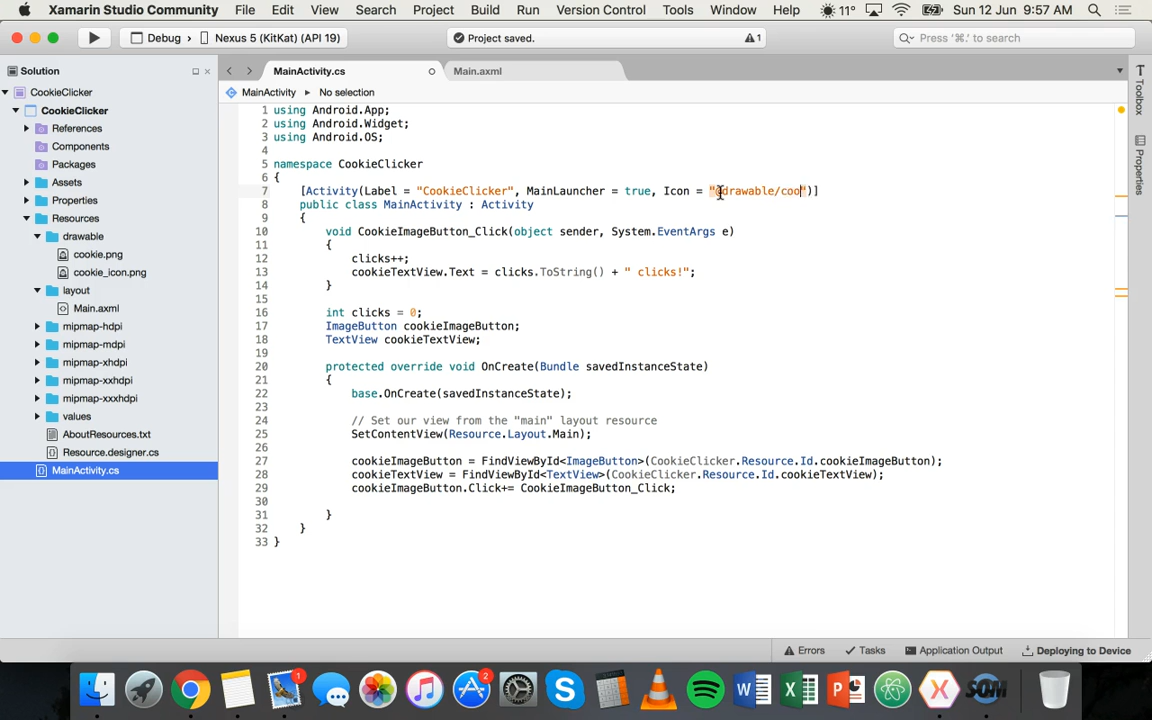 Xamarin Studio Community File Edit View Search Project Build Run Version Control Tools Window Help 11° Sun 12 Jun 9:57 AM
Debug › Nexus 5 (KitKat) (API 19) Project saved. 1 Press '⌘.' to search
Solution MainActivity.cs Main.axml Toolbox
CookieClicker MainActivity ▸ No selection
Properties
CookieClicker
References
Components
Packages
Assets
Properties
Resources
drawable
cookie.png
cookie_icon.png
layout
Main.axml
mipmap-hdpi
mipmap-mdpi
mipmap-xhdpi
mipmap-xxhdpi
mipmap-xxxhdpi
values
AboutResources.txt
Resource.designer.cs
MainActivity.cs
1 using Android.App;
2 using Android.Widget;
3 using Android.OS;
4
5 namespace CookieClicker
6 {
7 [Activity(Label = "CookieClicker", MainLauncher = true, Icon = "@drawable/coo")]
8 public class MainActivity : Activity
9 {
10 void CookieImageButton_Click(object sender, System.EventArgs e)
11 {
12 clicks++;
13 cookieTextView.Text = clicks.ToString() + " clicks!";
14 }
15
16 int clicks = 0;
17 ImageButton cookieImageButton;
18 TextView cookieTextView;
19
20 protected override void OnCreate(Bundle savedInstanceState)
21 {
22 base.OnCreate(savedInstanceState);
23
24 // Set our view from the "main" layout resource
25 SetContentView(Resource.Layout.Main);
26
27 cookieImageButton = FindViewById<ImageButton>(CookieClicker.Resource.Id.cookieImageButton);
28 cookieTextView = FindViewById<TextView>(CookieClicker.Resource.Id.cookieTextView);
29 cookieImageButton.Click+= CookieImageButton_Click;
30
31 }
32 }
33 }
Errors Tasks Application Output Deploying to Device
1 2 SQM